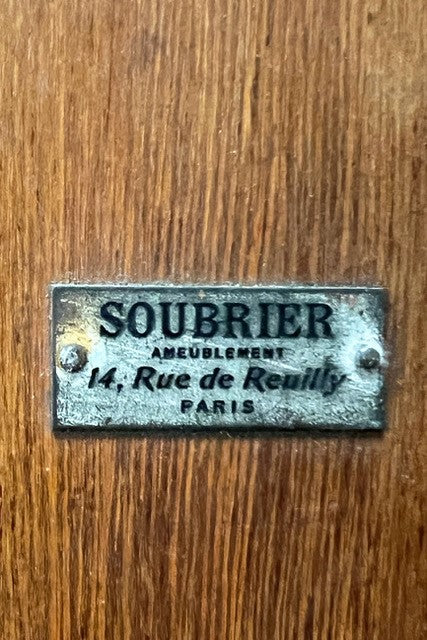 SOUBRIER
AMEUBLEMENT
14, Rue de Reuilly
PARIS